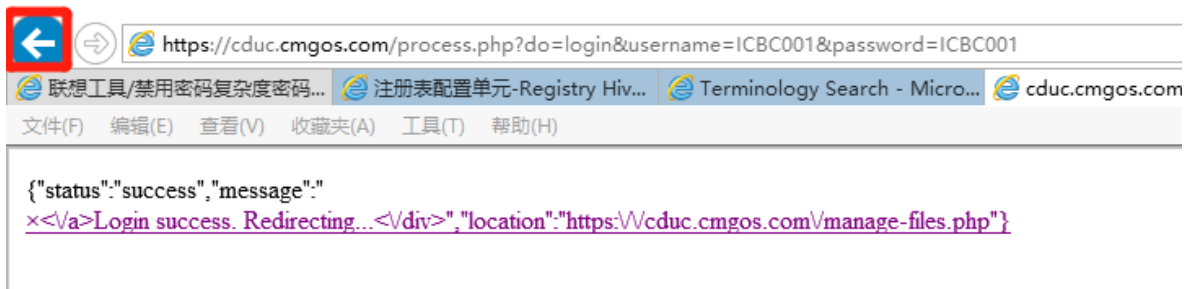 https://cduc.cmgos.com/process.php?do=login&username=ICBC001&password=ICBC001
联想工具/禁用密码复杂度密码... 注册表配置单元-Registry Hiv... Terminology Search - Micro... cduc.cmgos.com
文件(F) 编辑(E) 查看(V) 收藏夹(A) 工具(T) 帮助(H)
{"status":"success","message":"
×<\/a>Login success. Redirecting...<\/div>","location":"https:\/\/cduc.cmgos.com\/manage-files.php"}